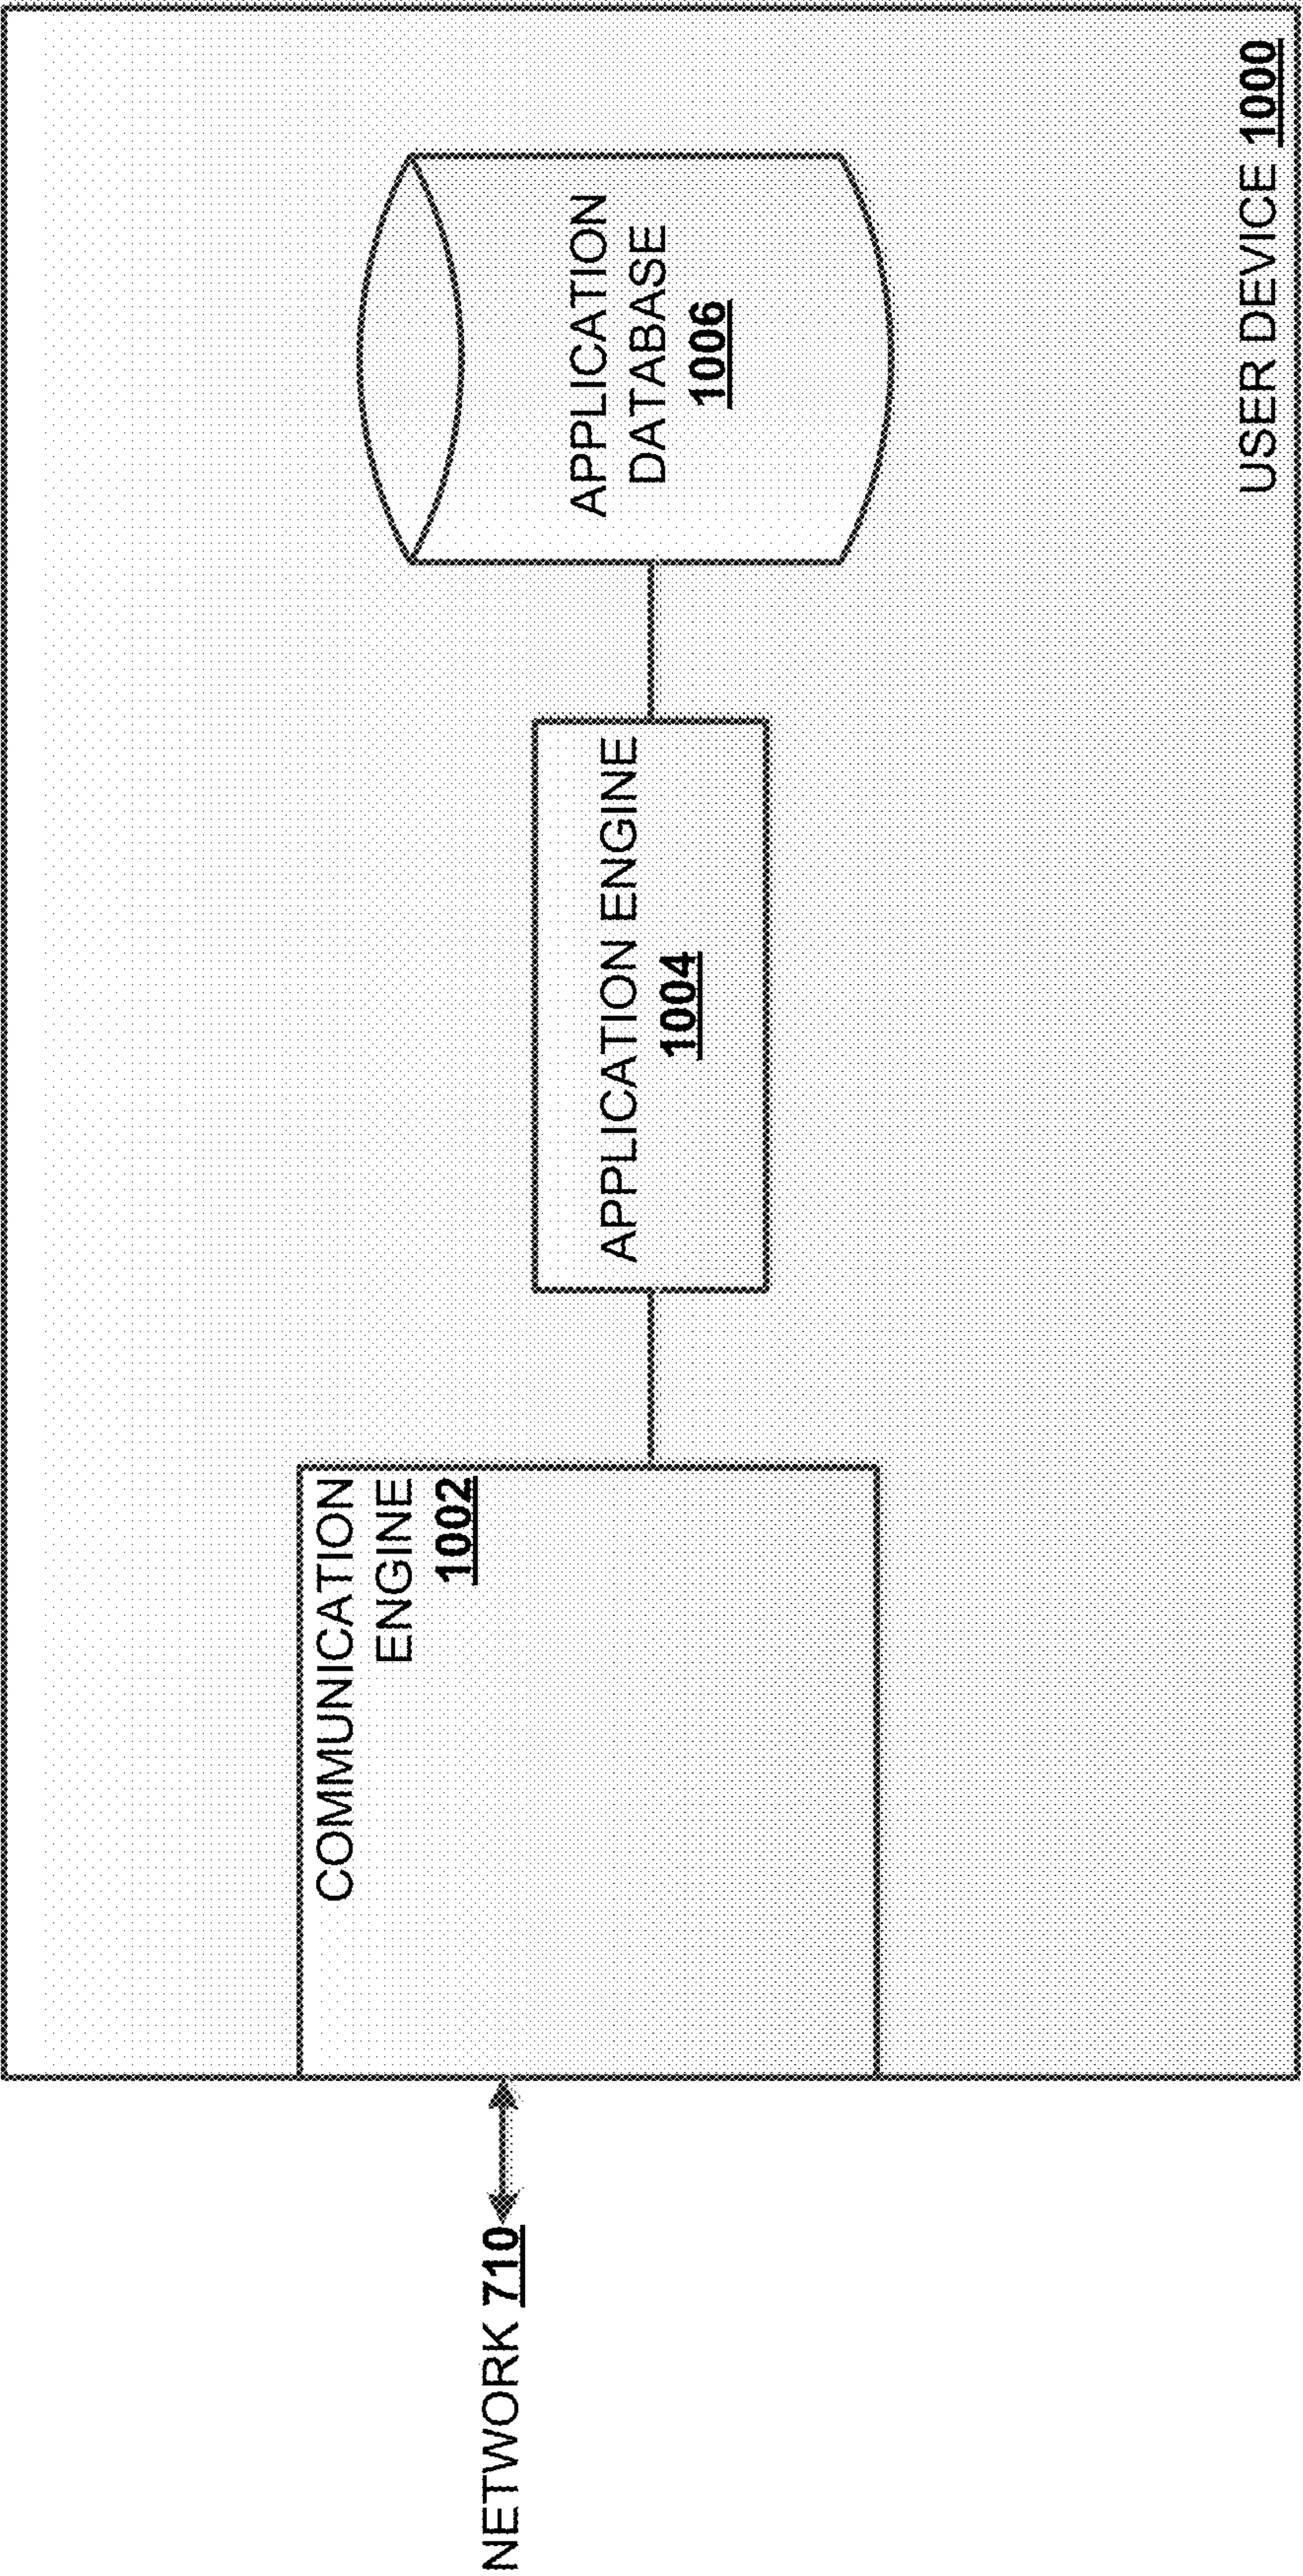 NETWORK 710
COMMUNICATION
ENGINE
1002
APPLICATION ENGINE
1004
APPLICATION
DATABASE
1006
USER DEVICE 1000